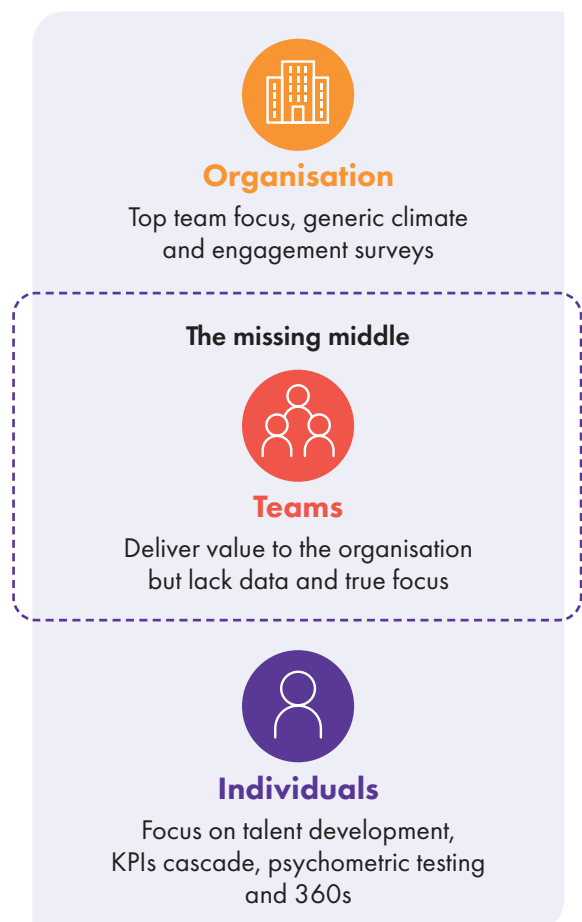 Organisation
Top team focus, generic climate
and engagement surveys
The missing middle
Teams
Deliver value to the organisation
but lack data and true focus
Individuals
Focus on talent development,
KPIs cascade, psychometric testing
and 360s